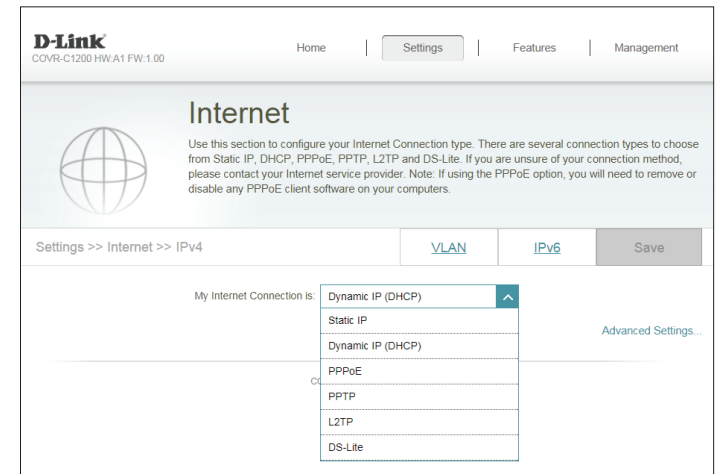 D-Link
COVR-C1200 HW:A1 FW:1.00
Home
Settings
Features
Management
Internet
Use this section to configure your Internet Connection type. There are several connection types to choose
from Static IP, DHCP, PPPoE, PPTP, L2TP and DS-Lite. If you are unsure of your connection method,
please contact your Internet service provider. Note: If using the PPPoE option, you will need to remove or
disable any PPPoE client software on your computers.
Settings >> Internet >> IPv4
VLAN
IPv6
Save
My Internet Connection is:
Dynamic IP (DHCP)
Static IP
Dynamic IP (DHCP)
PPPoE
PPTP
L2TP
DS-Lite
Advanced Settings...